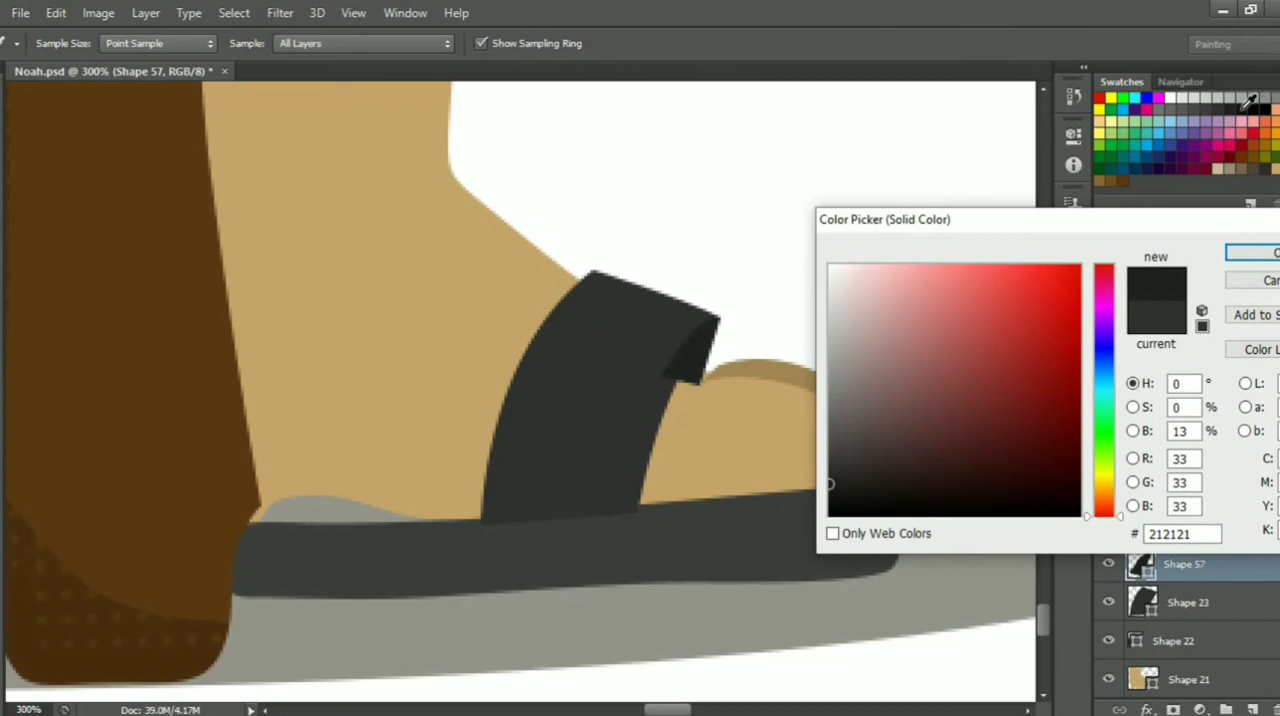 File Edit Image Layer Type Select Filter 3D View Window Help
Sample Size: Point Sample Sample: All Layers Show Sampling Ring Painting
Noah.psd @ 300% (Shape 57, RGB/8) * ×
Swatches Navigator
Color Picker (Solid Color)
new
current
Add to S
Color L
H: 0 ° L:
S: 0 % a:
B: 13 % b:
R: 33 C:
G: 33 M:
B: 33 Y:
# 212121 K:
Only Web Colors
Shape 57
Shape 23
Shape 22
Shape 21
300% Doc: 39.0M/4.17M fx